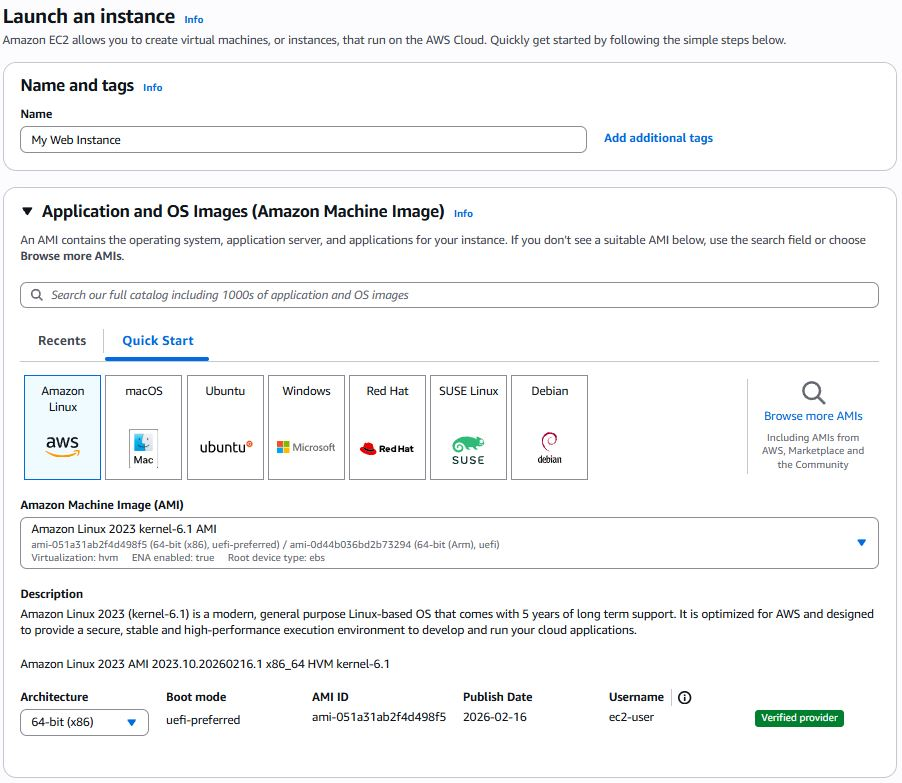 Launch an instance Info
Amazon EC2 allows you to create virtual machines, or instances, that run on the AWS Cloud. Quickly get started by following the simple steps below.
Name and tags Info
Name
My Web Instance
Add additional tags
Application and OS Images (Amazon Machine Image) Info
An AMI contains the operating system, application server, and applications for your instance. If you don't see a suitable AMI below, use the search field or choose
Browse more AMIs.
Search our full catalog including 1000s of application and OS images
Recents
Quick Start
Amazon
Linux
aws
macOS
Mac
Ubuntu
ubuntu
Windows
Microsoft
Red Hat
Red Hat
SUSE Linux
SUSE
Debian
debian
Browse more AMIs
Including AMIs from
AWS, Marketplace and
the Community
Amazon Machine Image (AMI)
Amazon Linux 2023 kernel-6.1 AMI
ami-051a31ab2f4d498f5 (64-bit (x86), uefi-preferred) / ami-0d44b036bd2b73294 (64-bit (Arm), uefi)
Virtualization: hvm ENA enabled: true Root device type: ebs
Description
Amazon Linux 2023 (kernel-6.1) is a modern, general purpose Linux-based OS that comes with 5 years of long term support. It is optimized for AWS and designed
to provide a secure, stable and high-performance execution environment to develop and run your cloud applications.
Amazon Linux 2023 AMI 2023.10.20260216.1 x86_64 HVM kernel-6.1
Architecture Boot mode AMI ID Publish Date Username
64-bit (x86) uefi-preferred ami-051a31ab2f4d498f5 2026-02-16 ec2-user Verified provider